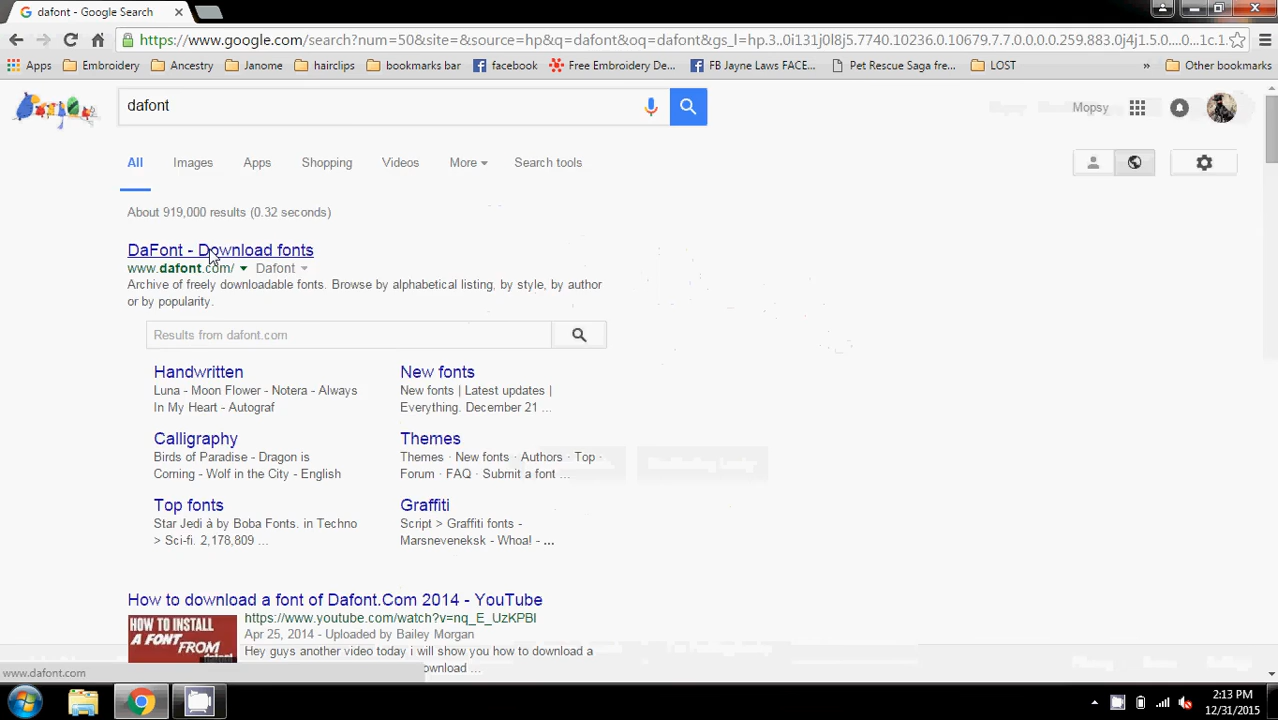 dafont - Google Search
https://www.google.com/search?num=50&site=&source=hp&q=dafont&oq=dafont&gs_l=hp.3..0i131j0l8j5.7740.10236.0.10679.7.7.0.0.0.0.259.883.0j4j1.5.0....0...1c.1.
Apps Embroidery Ancestry Janome hairclips bookmarks bar facebook Free Embroidery De... FB Jayne Laws FACE... Pet Rescue Saga fre... LOST » Other bookmarks
dafont
Mopsy
All Images Apps Shopping Videos More Search tools
About 919,000 results (0.32 seconds)
DaFont - Download fonts
www.dafont.com/ Dafont
Archive of freely downloadable fonts. Browse by alphabetical listing, by style, by author
or by popularity.
Results from dafont.com
Handwritten
Luna - Moon Flower - Notera - Always
In My Heart - Autograf
New fonts
New fonts | Latest updates |
Everything. December 21 ...
Calligraphy
Birds of Paradise - Dragon is
Coming - Wolf in the City - English
Themes
Themes · New fonts · Authors · Top ·
Forum · FAQ · Submit a font ...
Top fonts
Star Jedi á by Boba Fonts. in Techno
> Sci-fi. 2,178,809 ...
Graffiti
Script > Graffiti fonts -
Marsneveneksk - Whoa! - ...
How to download a font of Dafont.Com 2014 - YouTube
HOW TO INSTALL
A FONT FROM
dafont
https://www.youtube.com/watch?v=nq_E_UzKPBI
Apr 25, 2014 - Uploaded by Bailey Morgan
Hey guys another video today i will show you how to download a
download ...
www.dafont.com
2:13 PM
12/31/2015